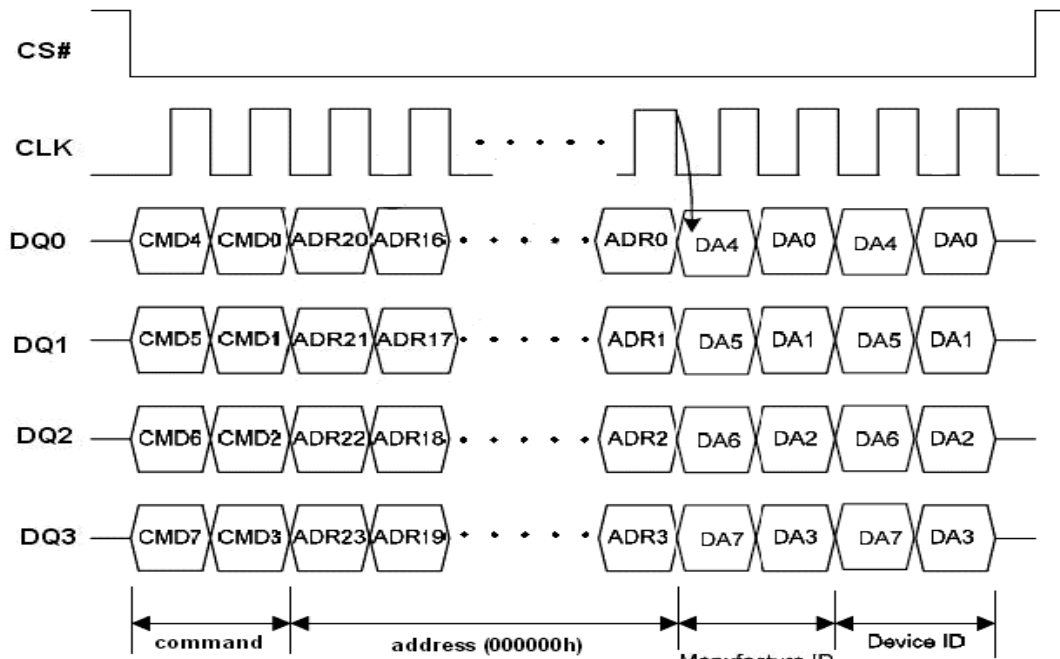 CS#
CLK
DQ0 CMD4 CMD0 ADR20 ADR16 ADR0 DA4 DA0 DA4 DA0
DQ1 CMD5 CMD1 ADR21 ADR17 ADR1 DA5 DA1 DA5 DA1
DQ2 CMD6 CMD2 ADR22 ADR18 ADR2 DA6 DA2 DA6 DA2
DQ3 CMD7 CMD3 ADR23 ADR19 ADR3 DA7 DA3 DA7 DA3
command address (000000h) Manufacture ID Device ID